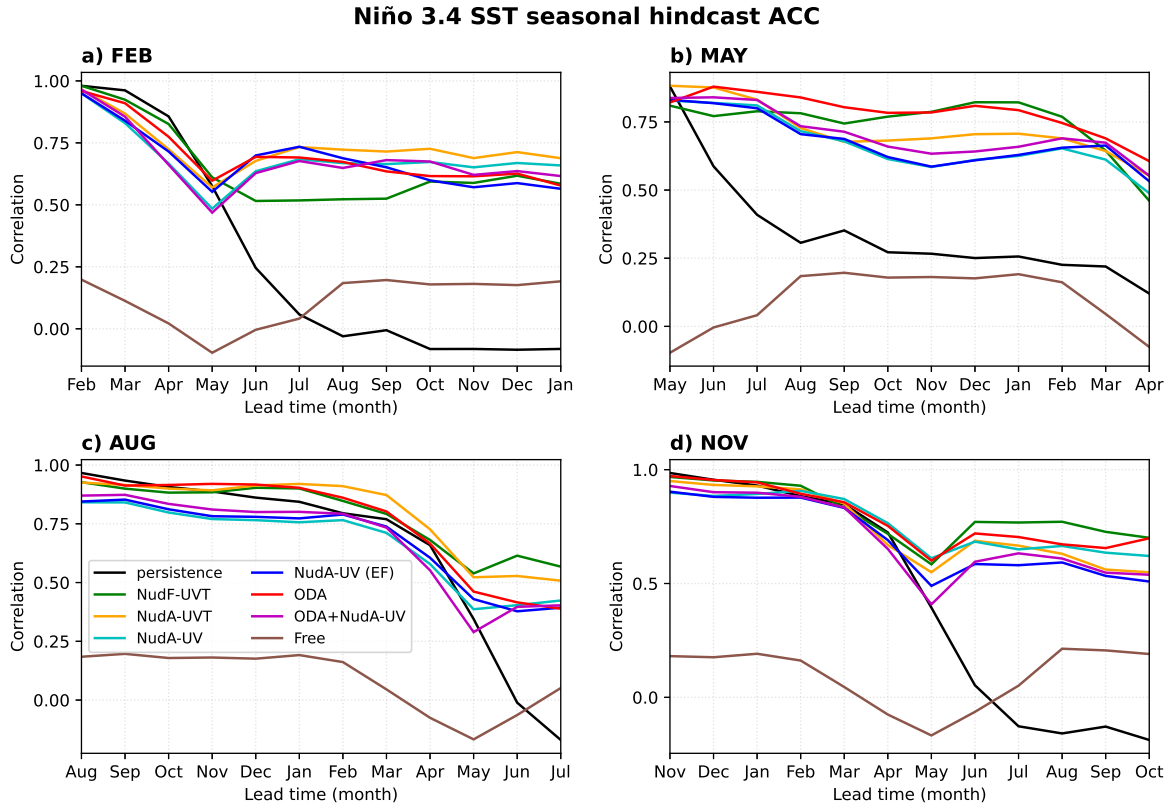 Niño 3.4 SST seasonal hindcast ACC
a) FEB
1.00
0.75
0.50
0.25
0.00
Correlation
Feb Mar Apr May Jun Jul Aug Sep Oct Nov Dec Jan
Lead time (month)
b) MAY
0.75
0.50
0.25
0.00
Correlation
May Jun Jul Aug Sep Oct Nov Dec Jan Feb Mar Apr
Lead time (month)
c) AUG
1.00
0.75
0.50
0.25
0.00
Correlation
persistence
NudF-UVT
NudA-UVT
NudA-UV
NudA-UV (EF)
ODA
ODA+NudA-UV
Free
Aug Sep Oct Nov Dec Jan Feb Mar Apr May Jun Jul
Lead time (month)
d) NOV
1.0
0.5
0.0
Correlation
Nov Dec Jan Feb Mar Apr May Jun Jul Aug Sep Oct
Lead time (month)